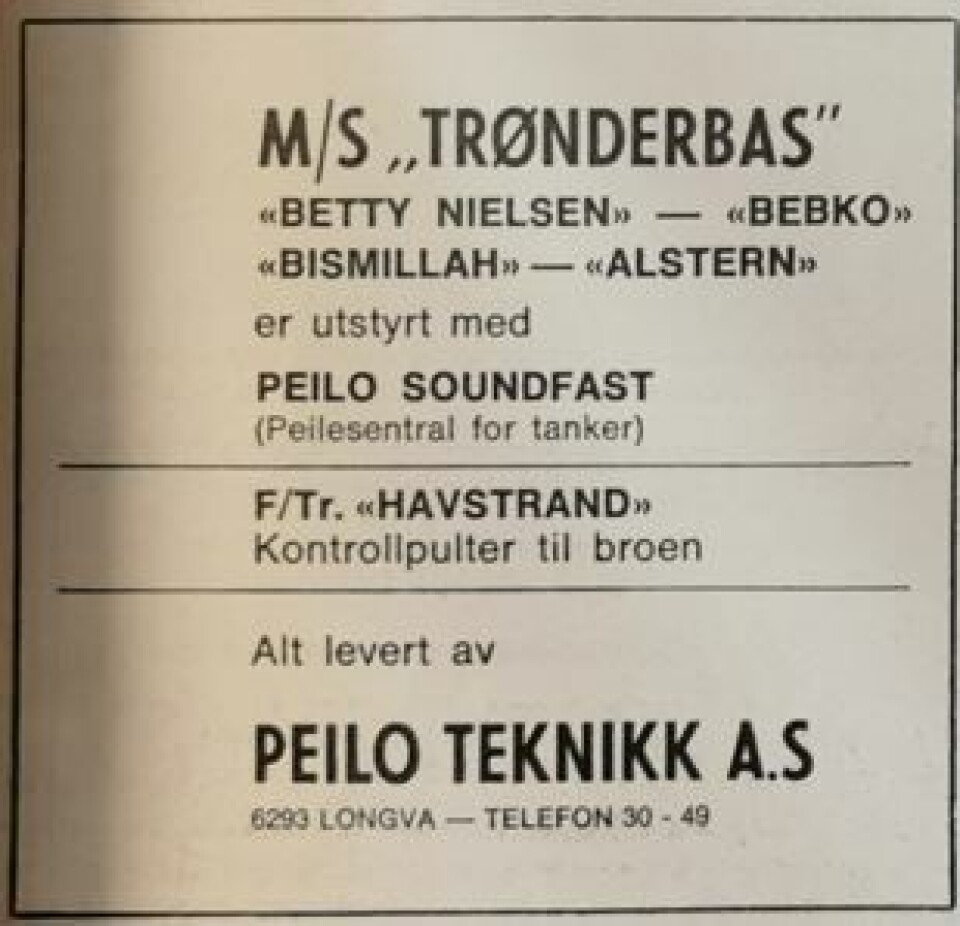 M/S „TRØNDERBAS"
«BETTY NIELSEN» — «BEBKO»
«BISMILLAH» — «ALSTERN»
er utstyrt med
PEILO SOUNDFAST
(Peilesentral for tanker)
F/Tr. «HAVSTRAND»
Kontrollpulter til broen
Alt levert av
PEILO TEKNIKK A.S
6293 LONGVA — TELEFON 30 - 49